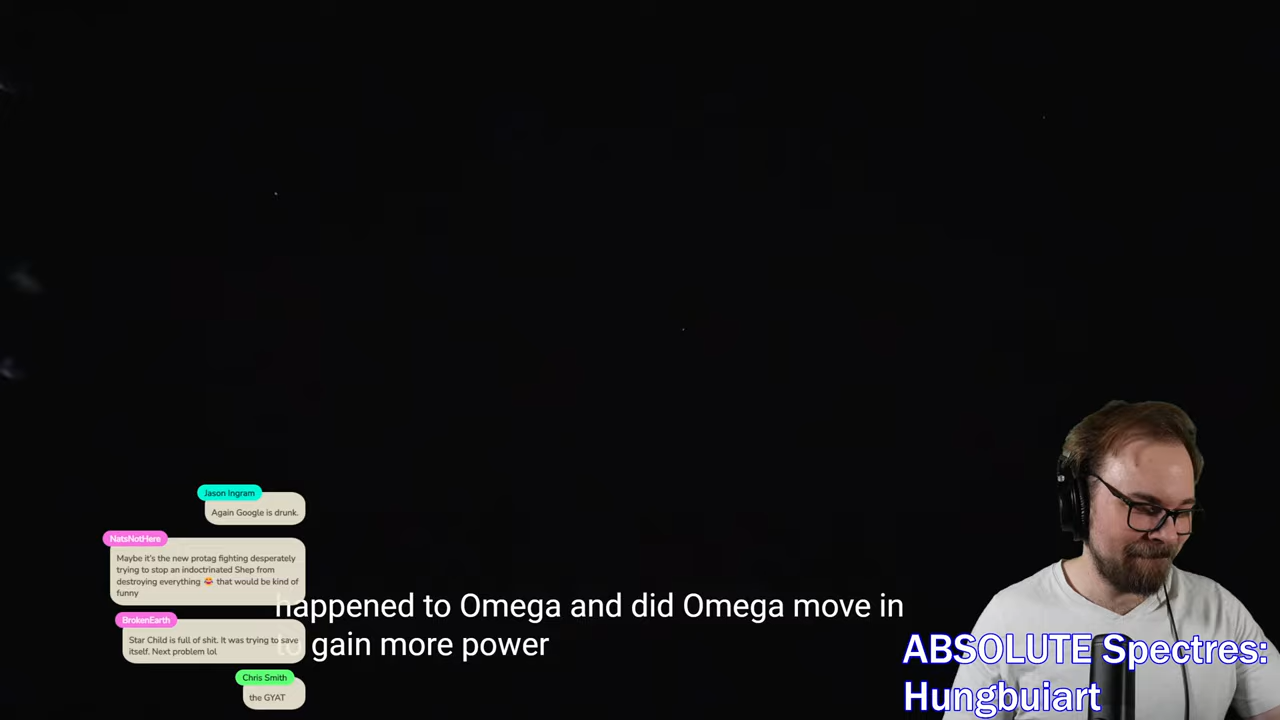 Jason Ingram
Again Google is drunk.
NatsNotHere
Maybe it's the new protag fighting desperately
trying to stop an indoctrinated Shep from
destroying everything 😍 that would be kind of
funny
BrokenEarth
Star Child is full of shit. It was trying to save
itself. Next problem lol
Chris Smith
the GYAT
happened to Omega and did Omega move in
to gain more power
ABSOLUTE Spectres:
Hungbuiart